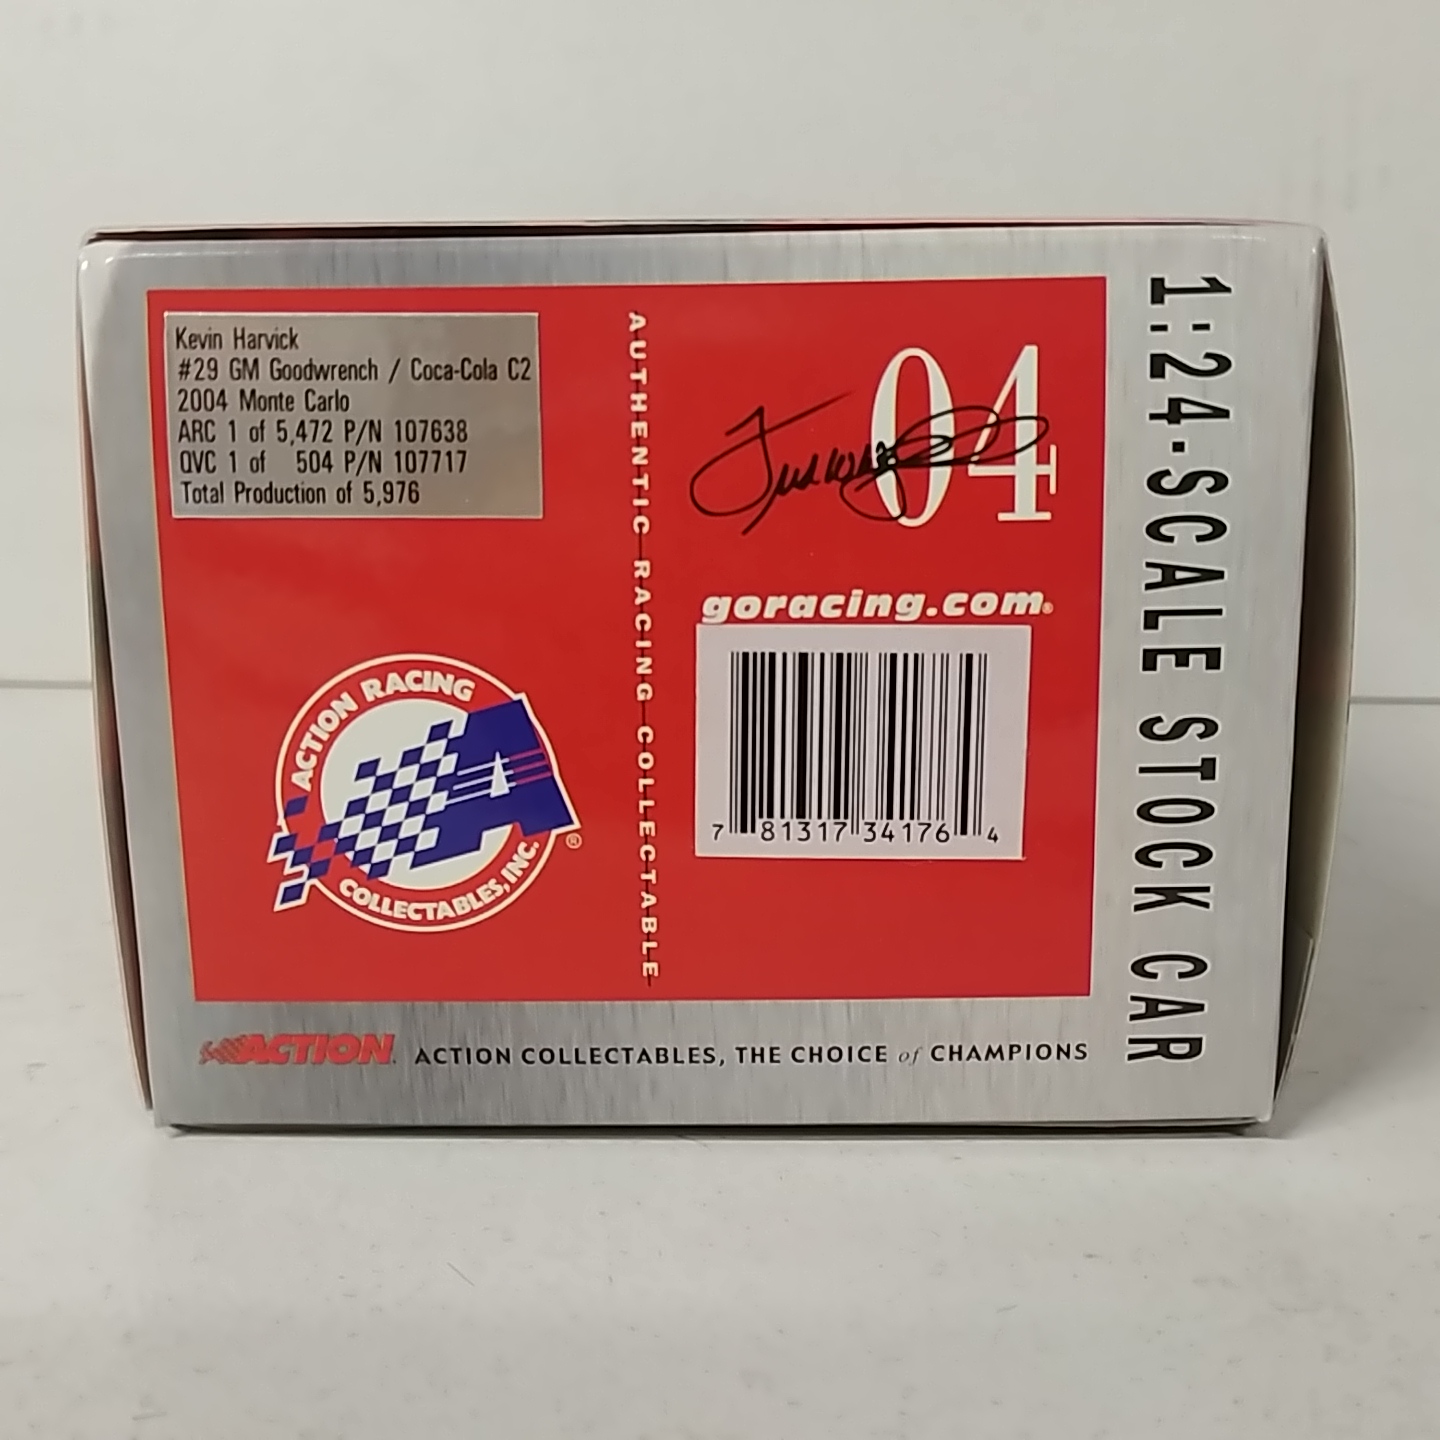 Kevin Harvick
#29 GM Goodwrench / Coca-Cola C2
2004 Monte Carlo
ARC 1 of 5,472 P/N 107638
QVC 1 of 504 P/N 107717
Total Production of 5,976
AUTHENTIC RACING COLLECTABLE
04
goracing.com®
7 81317 34176 4
ACTION RACING
COLLECTABLES, INC.
®
1:24-SCALE STOCK CAR
ACTION
ACTION COLLECTABLES, THE CHOICE of CHAMPIONS